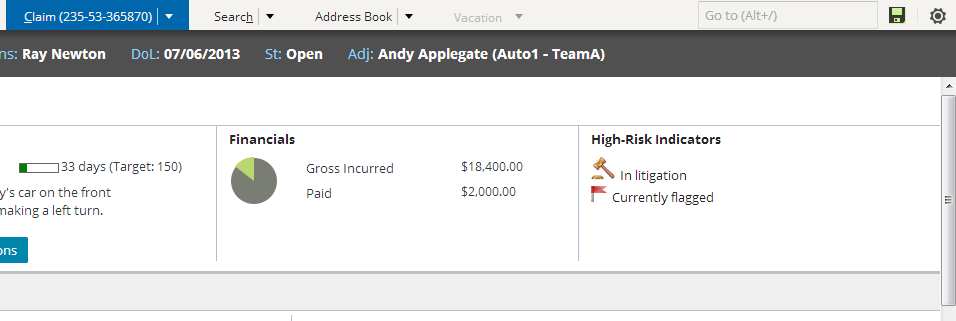 Claim (235-53-365870) Search Address Book Vacation Go to (Alt+/)
ns: Ray Newton DoL: 07/06/2013 St: Open Adj: Andy Applegate (Auto1 - TeamA)
Financials High-Risk Indicators
33 days (Target: 150) Gross Incurred $18,400.00 In litigation
y's car on the front Paid $2,000.00 Currently flagged
making a left turn.
ons